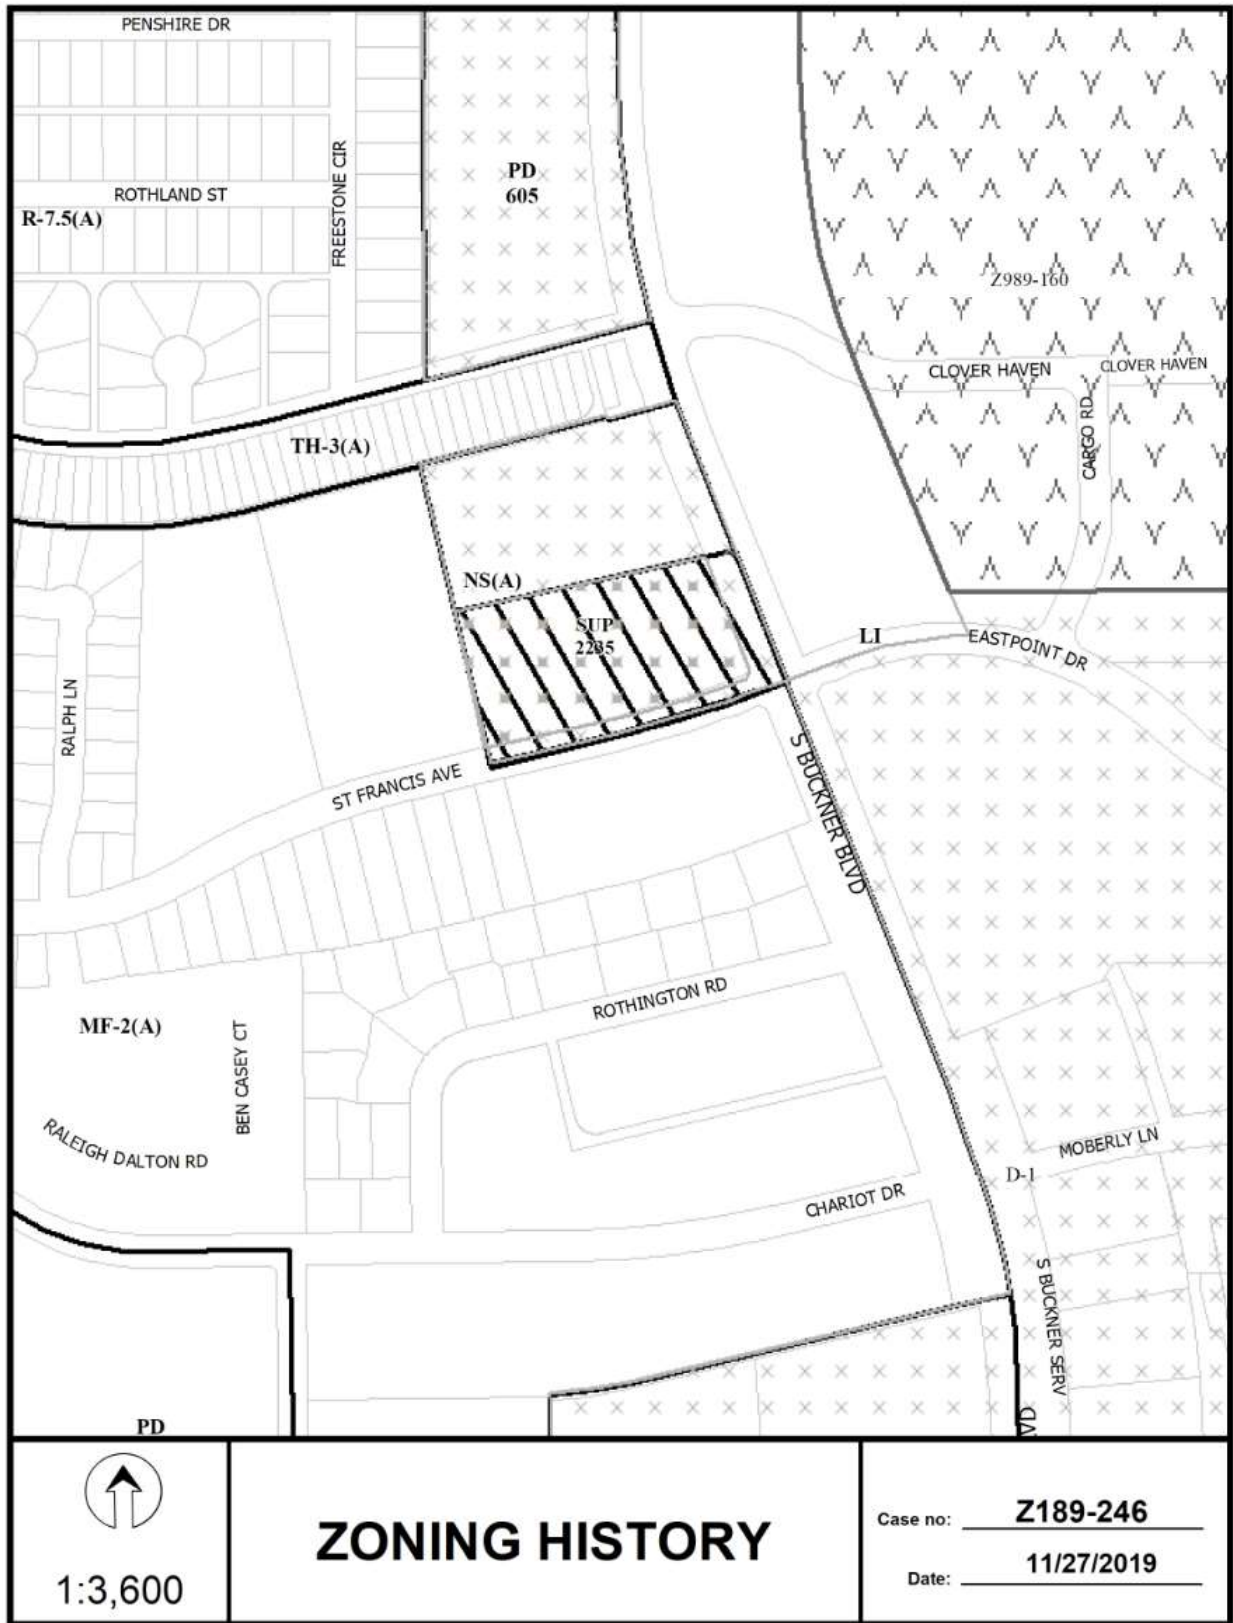 PENSHIRE DR
ROTHLAND ST
R-7.5(A)
FREESTONE CIR
PD
605
Z989-160
CLOVER HAVEN
CLOVER HAVEN
CARGO RD
TH-3(A)
NS(A)
SUP
2235
LI
EASTPOINT DR
RALPH LN
ST FRANCIS AVE
S BUCKNER BLVD
ROTHINGTON RD
MF-2(A)
BEN CASEY CT
RALEIGH DALTON RD
MOBERLY LN
D-1
CHARIOT DR
S BUCKNER SERV
PD
1:3,600
ZONING HISTORY
Case no: Z189-246
Date: 11/27/2019